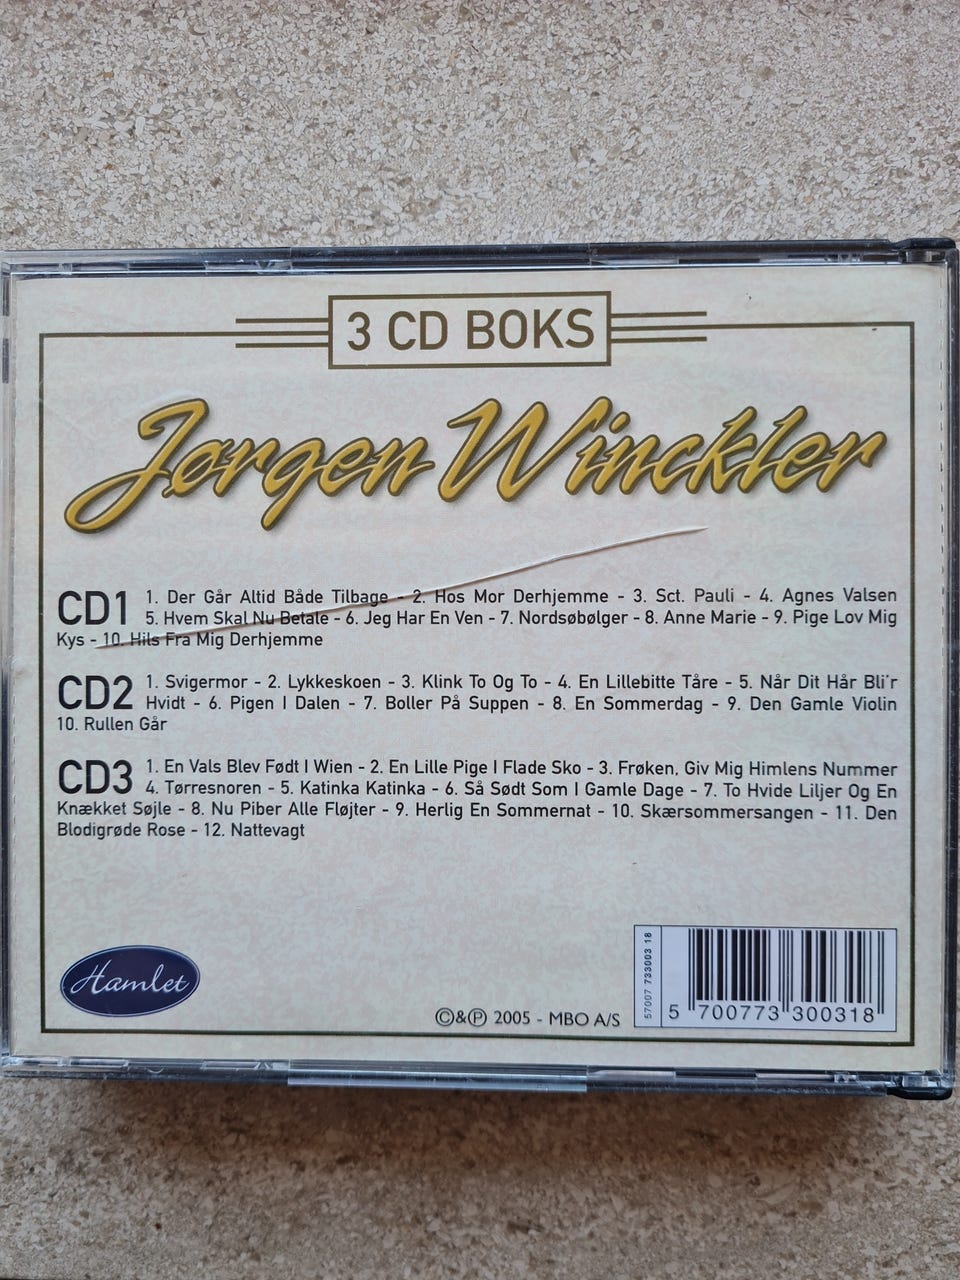 3 CD BOKS
Jørgen Winckler
CD1 1. Der Går Altid Både Tilbage - 2. Hos Mor Derhjemme - 3. Sct. Pauli - 4. Agnes Valsen
5. Hvem Skal Nu Betale - 6. Jeg Har En Ven - 7. Nordsøbølger - 8. Anne Marie - 9. Pige Lov Mig
Kys - 10. Hils Fra Mig Derhjemme
CD2 1. Svigermor - 2. Lykkeskoen - 3. Klink To Og To - 4. En Lillebitte Tåre - 5. Når Dit Hår Bli'r
Hvidt - 6. Pigen I Dalen - 7. Boller På Suppen - 8. En Sommerdag - 9. Den Gamle Violin
10. Rullen Går
CD3 1. En Vals Blev Født I Wien - 2. En Lille Pige I Flade Sko - 3. Frøken, Giv Mig Himlens Nummer
4. Tørresnoren - 5. Katinka Katinka - 6. Så Sødt Som I Gamle Dage - 7. To Hvide Liljer Og En
Knækket Søjle - 8. Nu Piber Alle Fløjter - 9. Herlig En Sommernat - 10. Skærsommersangen - 11. Den
Blodigrøde Rose - 12. Nattevagt
Hamlet
©&℗ 2005 - MBO A/S
57007 733003 18
5 700773 300318